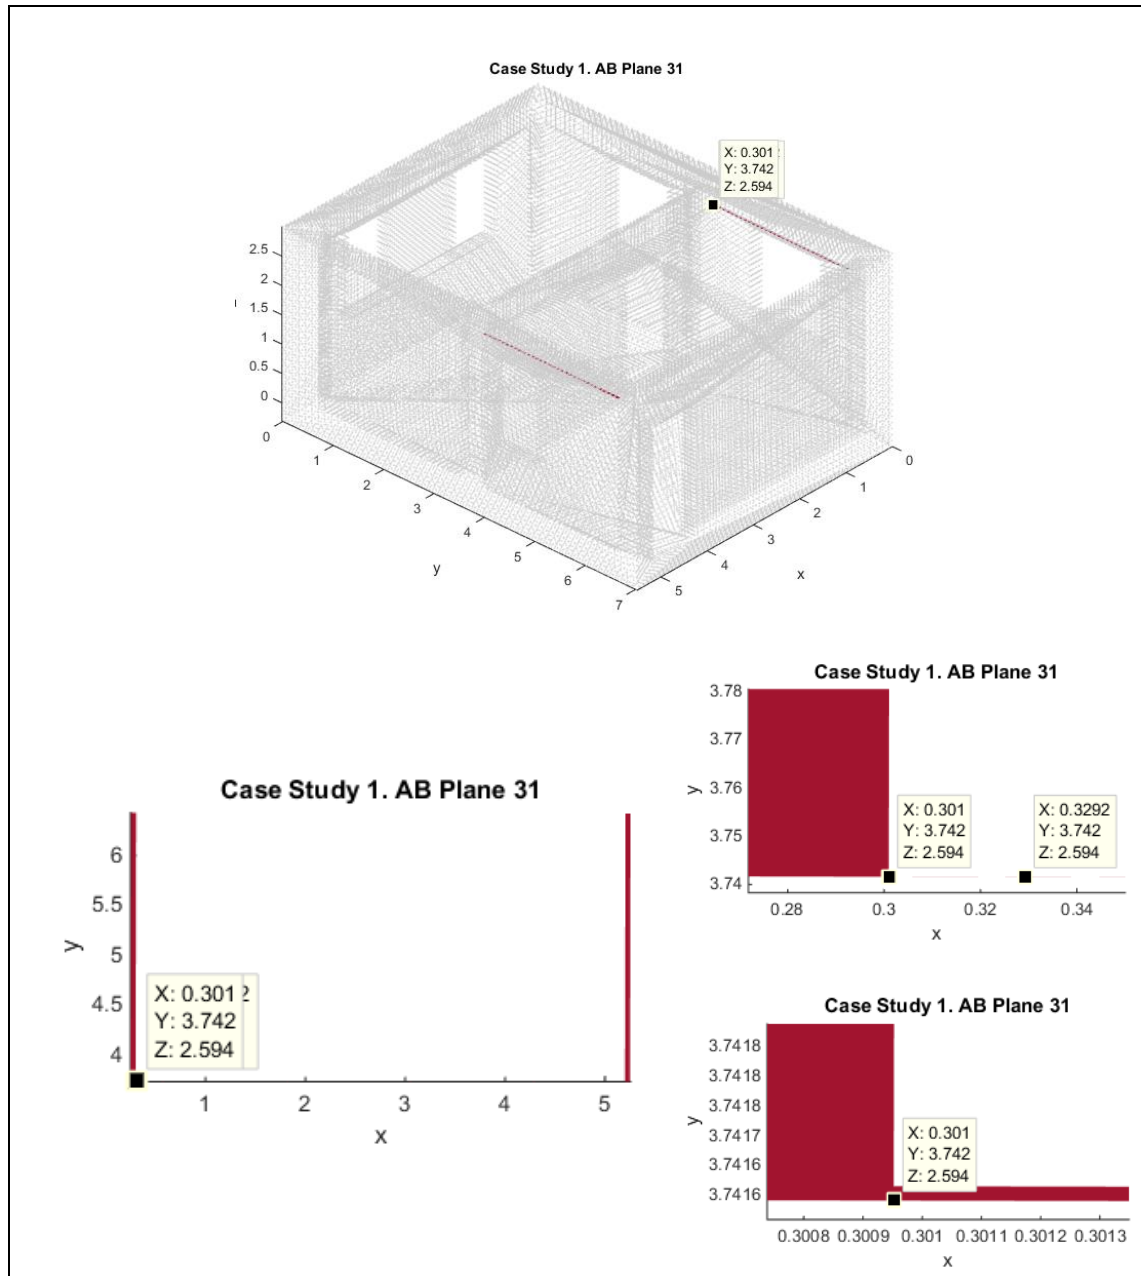 Case Study 1. AB Plane 31
X: 0.301
Y: 3.742
Z: 2.594
2.5
2
1.5
1
0.5
0
0
1
2
3
4
5
6
7
y
0
1
2
3
4
5
x
Case Study 1. AB Plane 31
6
5.5
5
4.5
4
y
X: 0.301 2
Y: 3.742
Z: 2.594
1 2 3 4 5
x
Case Study 1. AB Plane 31
3.78
3.77
3.76
3.75
3.74
y
X: 0.301
Y: 3.742
Z: 2.594
X: 0.3292
Y: 3.742
Z: 2.594
0.28 0.3 0.32 0.34
x
Case Study 1. AB Plane 31
3.7418
3.7418
3.7418
3.7417
3.7416
3.7416
y
X: 0.301
Y: 3.742
Z: 2.594
0.3008 0.3009 0.301 0.3011 0.3012 0.3013
x